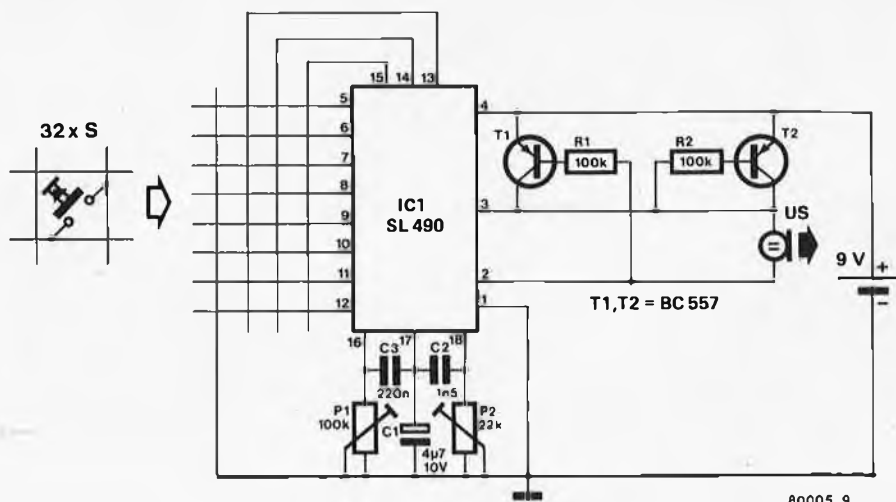 15 14 13
5
4
32 x S
6
T1
R1
100k
R2
100k
T2
7
8
IC1
SL 490
3
9
US
10
9 V
+
=
11
2
−
12
1
T1,T2 = BC 557
16
17
18
C3
C2
220n
1n5
P1
100k
P2
22k
C1
4µ7
10V
80005 9